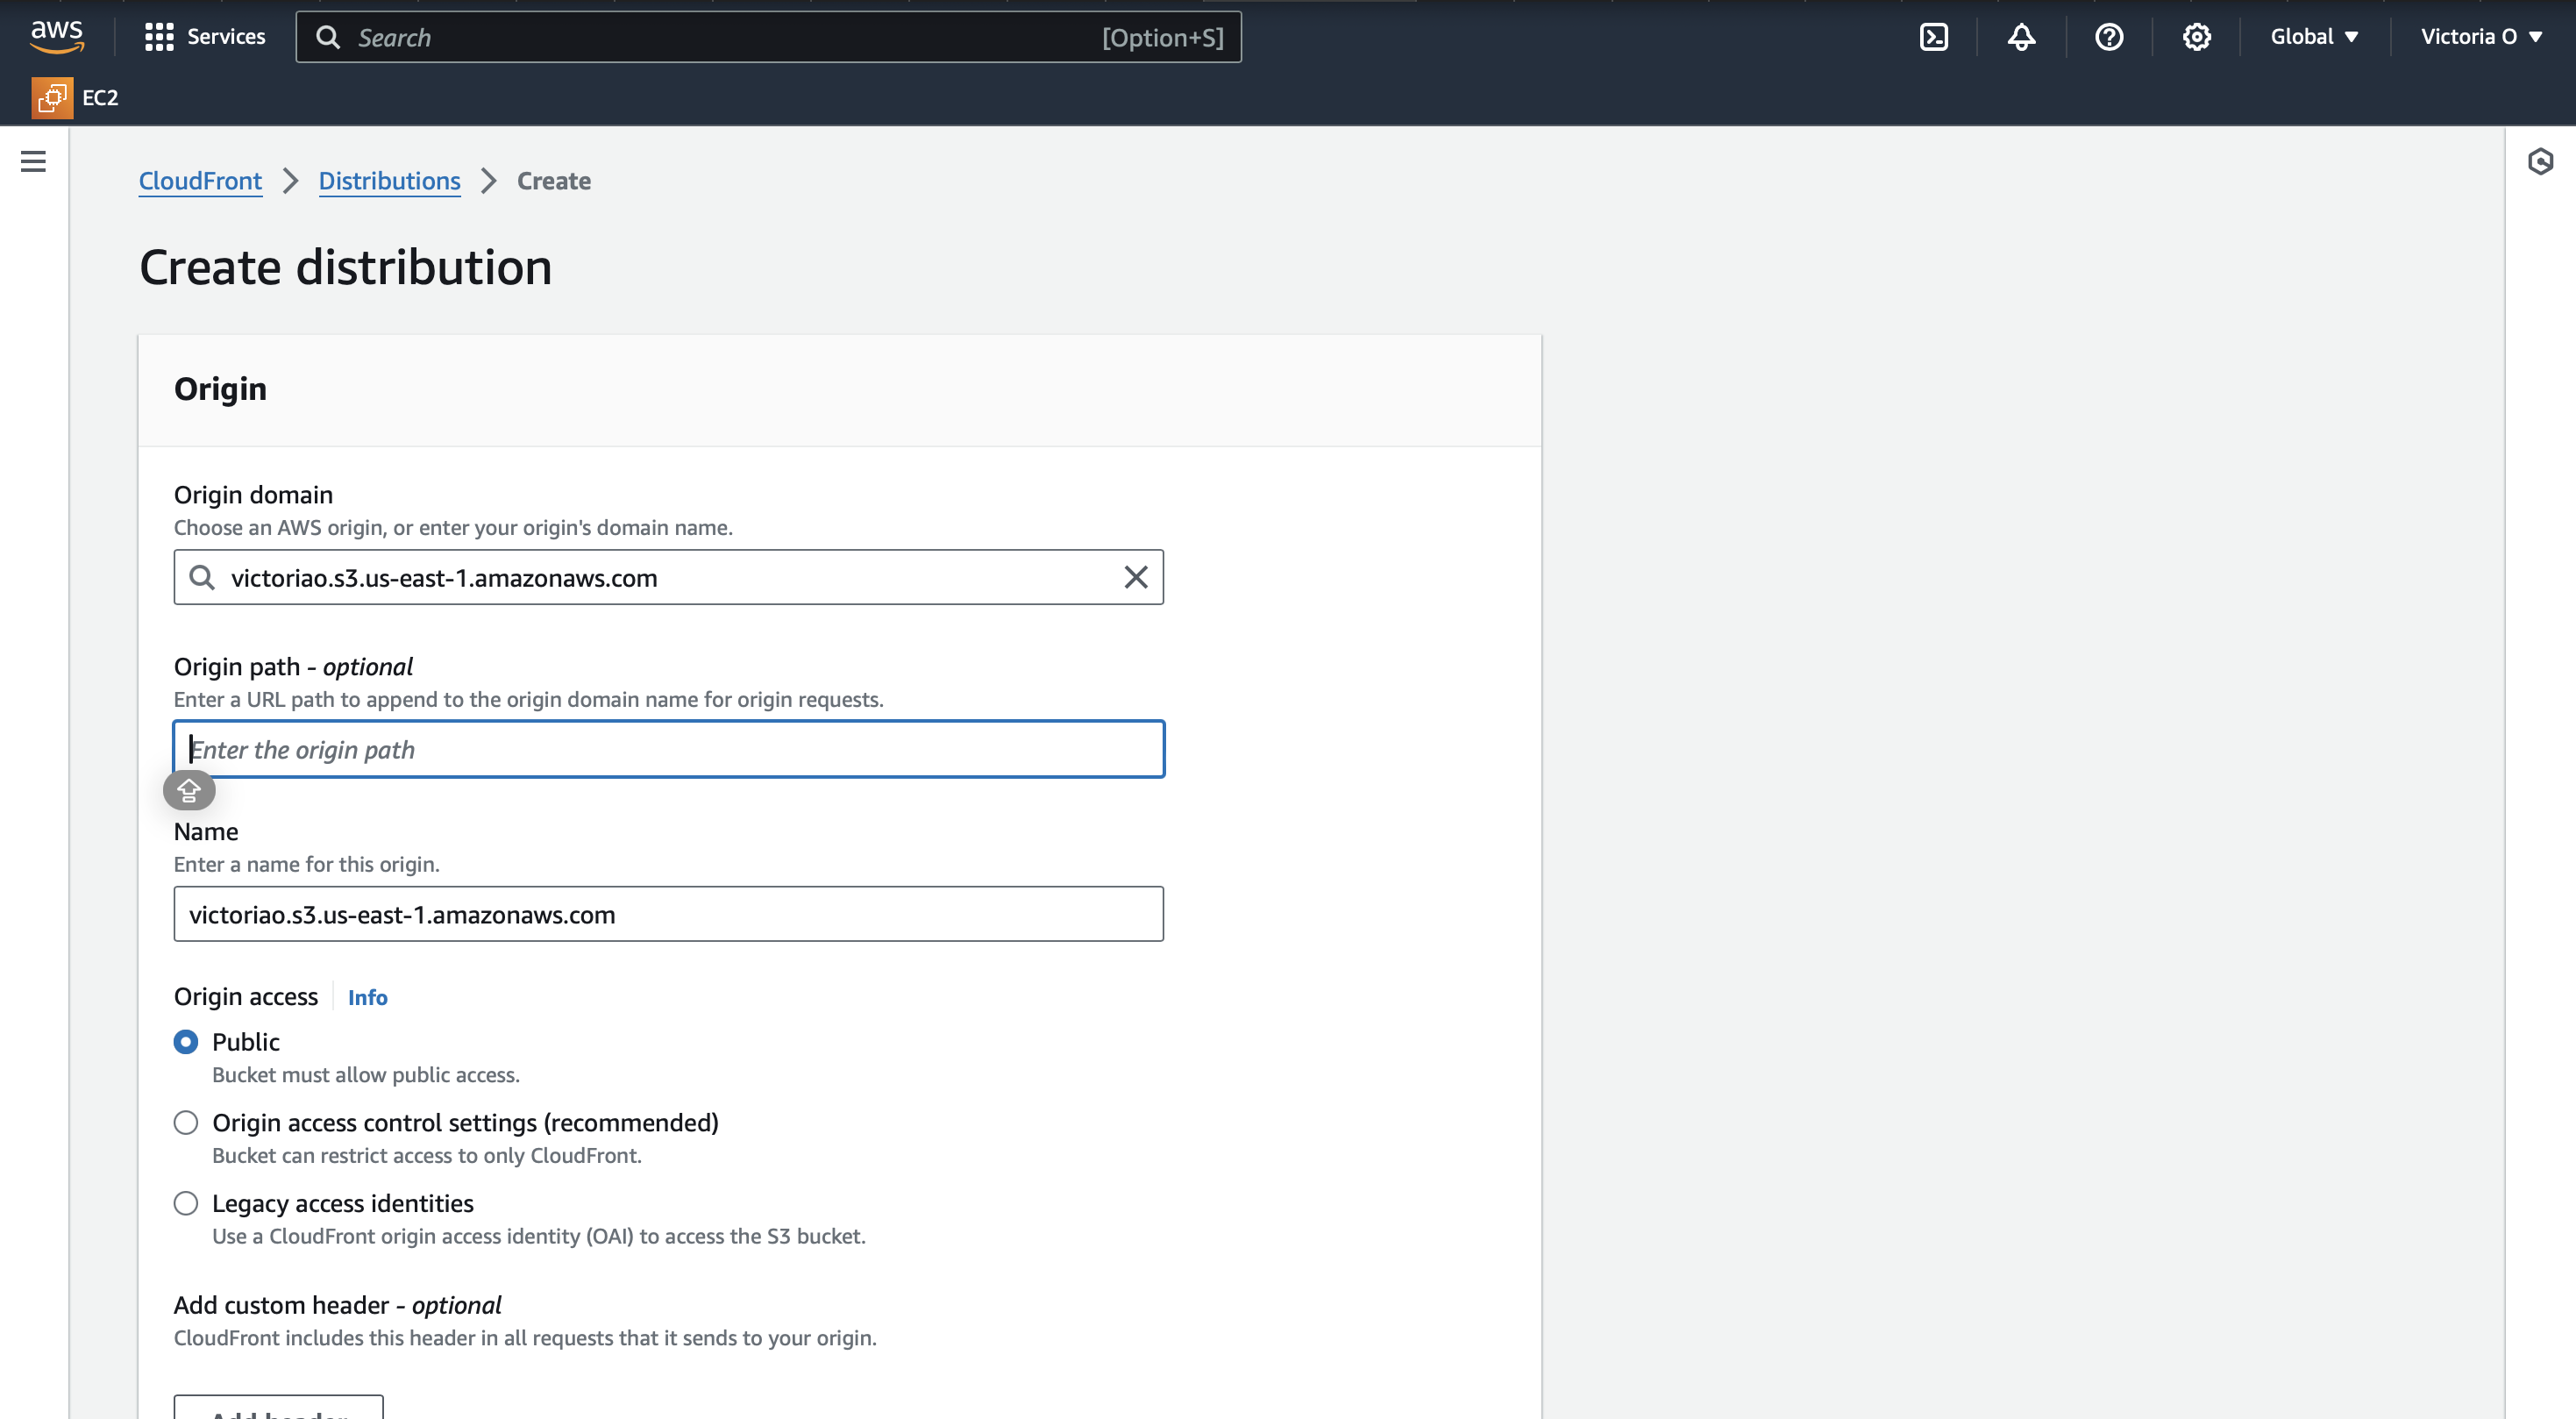 aws Services Search [Option+S] Global Victoria O
EC2
CloudFront Distributions Create
Create distribution
Origin
Origin domain
Choose an AWS origin, or enter your origin's domain name.
victoriao.s3.us-east-1.amazonaws.com
Origin path - optional
Enter a URL path to append to the origin domain name for origin requests.
Enter the origin path
Name
Enter a name for this origin.
victoriao.s3.us-east-1.amazonaws.com
Origin access Info
Public
Bucket must allow public access.
Origin access control settings (recommended)
Bucket can restrict access to only CloudFront.
Legacy access identities
Use a CloudFront origin access identity (OAI) to access the S3 bucket.
Add custom header - optional
CloudFront includes this header in all requests that it sends to your origin.
Add header